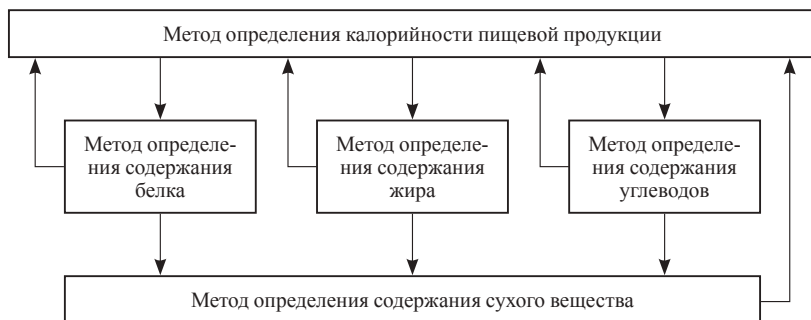 Метод определения калорийности пищевой продукции
Метод определе-
ния содержания
белка
Метод определе-
ния содержания
жира
Метод определе-
ния содержания
углеводов
Метод определения содержания сухого вещества